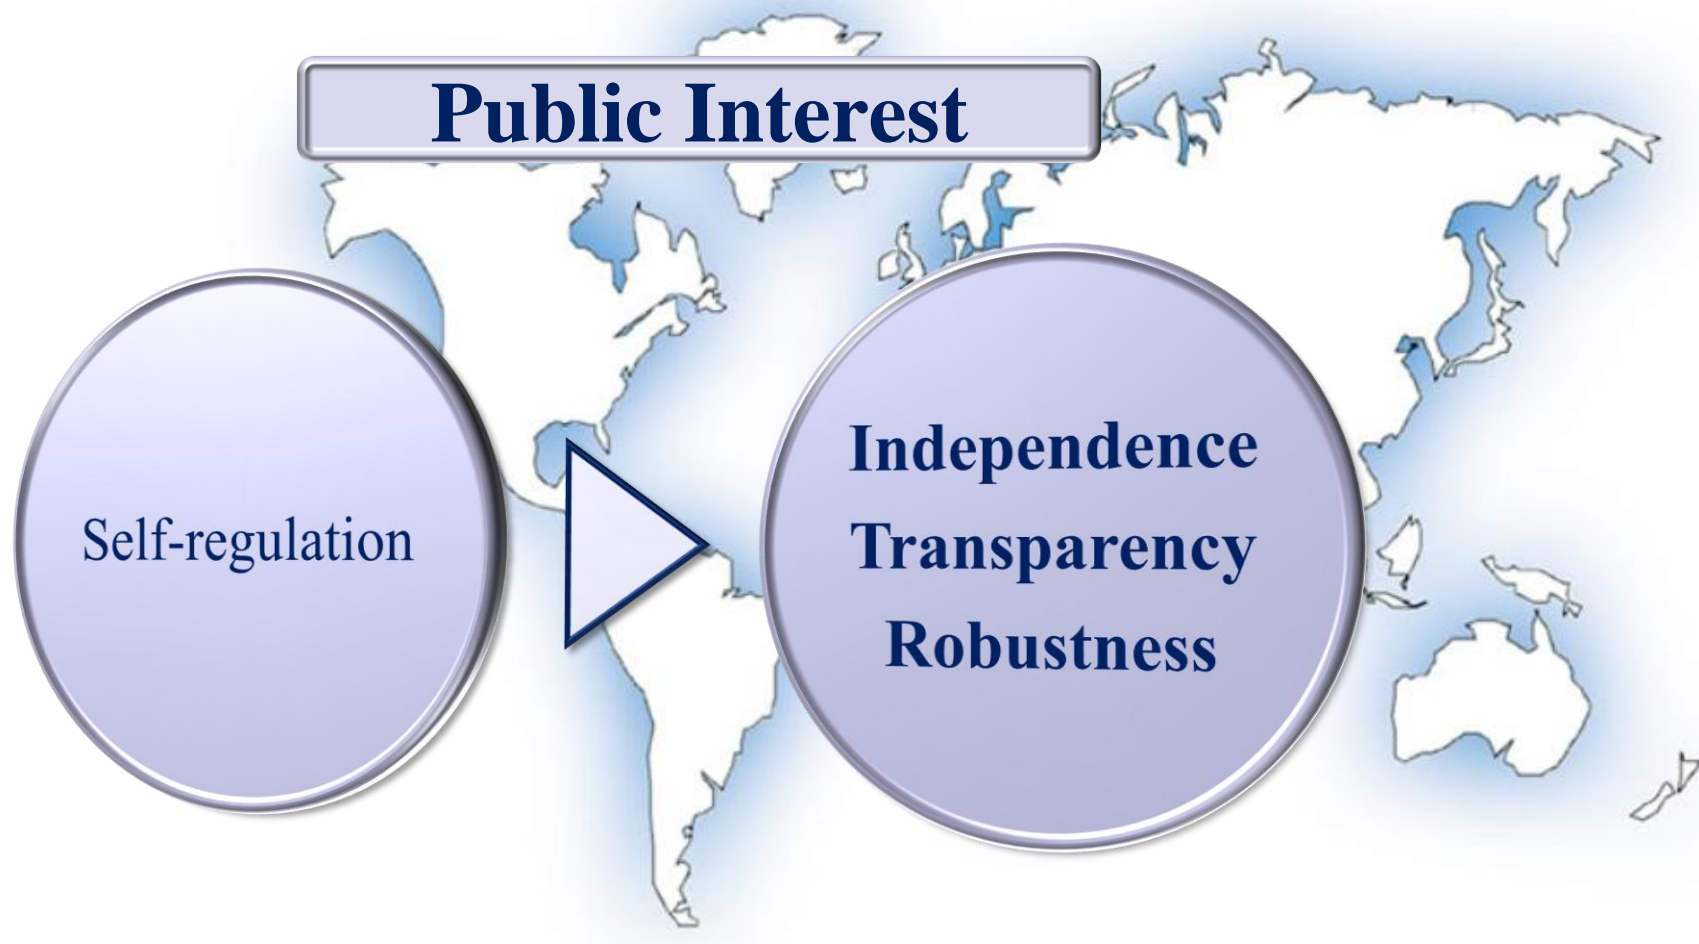 Public Interest
Self-regulation
Independence
Transparency
Robustness